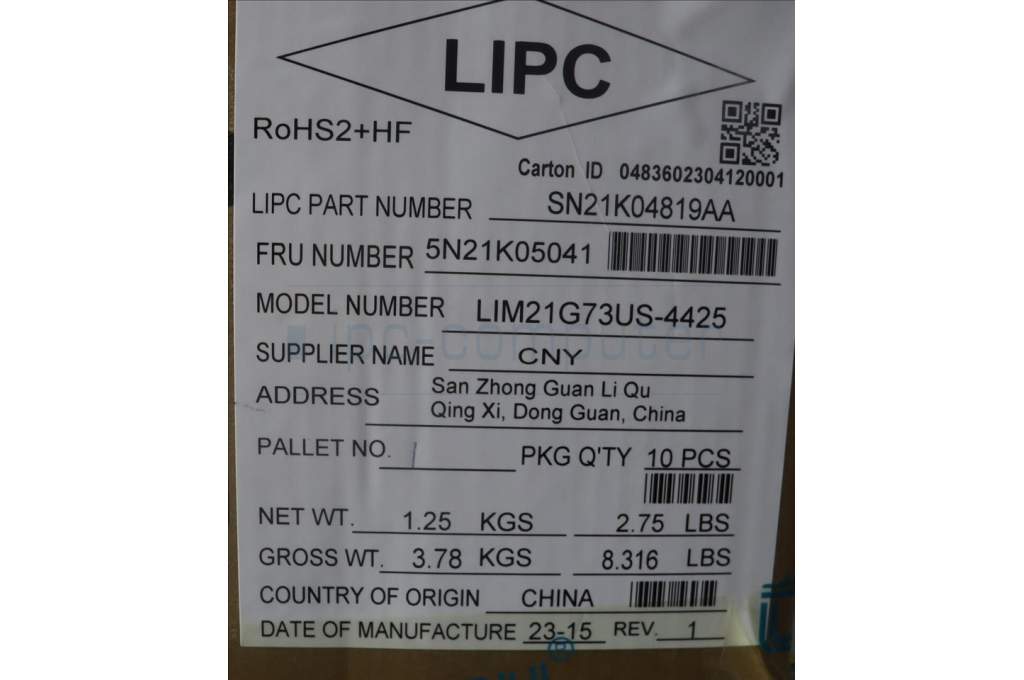 LIPC
RoHS2+HF
Carton ID 0483602304120001
LIPC PART NUMBER SN21K04819AA
FRU NUMBER 5N21K05041
MODEL NUMBER LIM21G73US-4425
ipc-computer
SUPPLIER NAME CNY
ADDRESS San Zhong Guan Li Qu
Qing Xi, Dong Guan, China
PALLET NO. 1 PKG Q'TY 10 PCS
NET WT. 1.25 KGS 2.75 LBS
GROSS WT. 3.78 KGS 8.316 LBS
COUNTRY OF ORIGIN CHINA
DATE OF MANUFACTURE 23-15 REV. 1